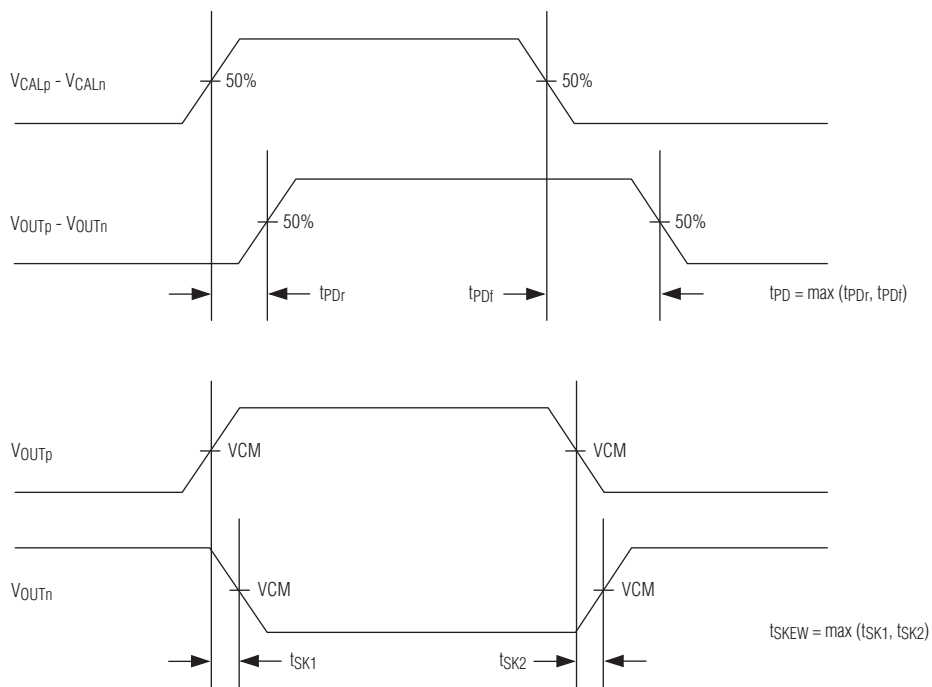 VCALp - VCALn
50%
50%
VOUTp - VOUTn
50%
50%
tPDr
tPDf
tPD = max (tPDr, tPDf)
VOUTp
VCM
VCM
VOUTn
VCM
VCM
tSKEW = max (tSK1, tSK2)
tSK1
tSK2